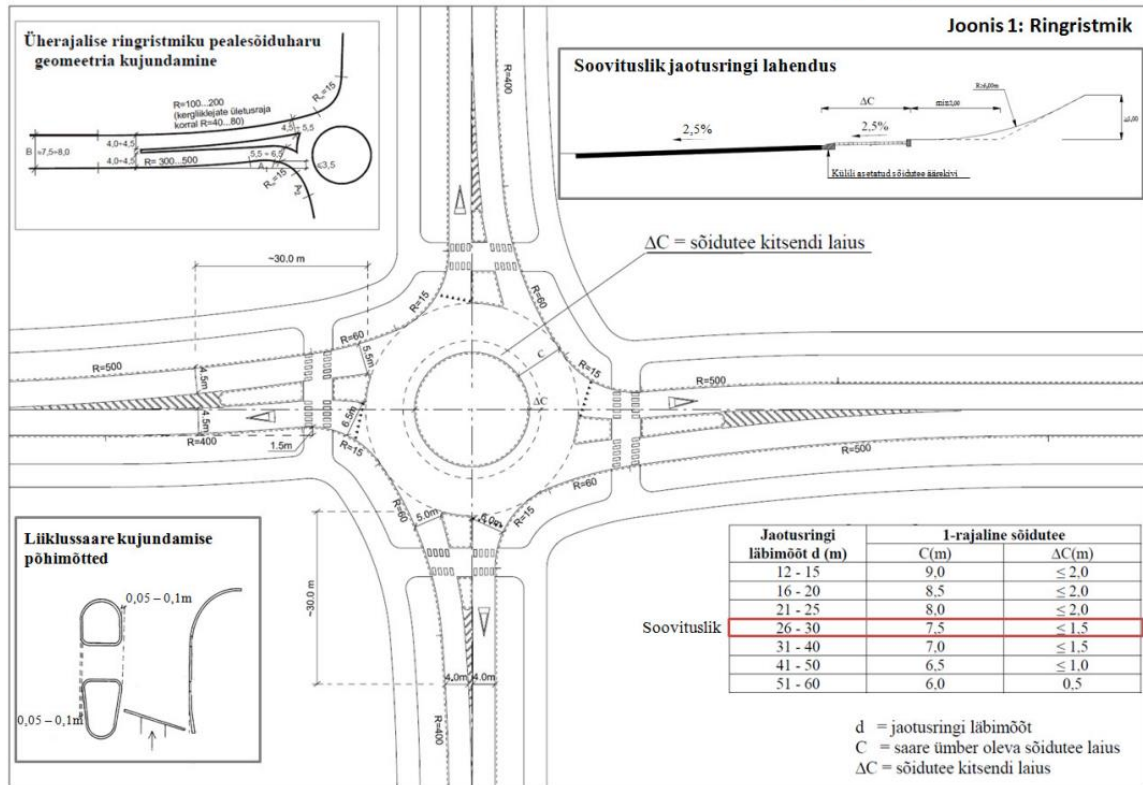 Joonis 1: Ringristmik
Üherajalise ringristmiku pealesõiduharu
geomeetria kujundamine
R=100...200
(kergliiklejate ületusraja
korral R=40...80)
Rₙ=15
4,5÷5,5
4,0÷4,5
B =7,5÷8,0
4,0÷4,5
R= 300...500
5,5 ÷ 6,5
A₁
≤3,5
Rₙ=15
A₂
Soovituslik jaotusringi lahendus
ΔC
2,5%
2,5%
Külili asetatud sõidutee äärekivi
ΔC = sõidutee kitsendi laius
R=400
~30.0 m
R=15
R=60
R=60
R=500
5.5m
C
R=15
R=500
4.5m
ΔC
4.5m
6.5m
R=400
R=15
1.5m
R=500
R=60
R=60
R=15
5.0m
6.0m
~30.0m
4.0m
4.0m
R=400
Liiklussaare kujundamise
põhimõtted
0,05 – 0,1m
0,05 – 0,1m
Jaotusringi läbimõõt d (m) 1-rajaline sõidutee
C(m) ΔC(m)
12 - 15 9,0 ≤ 2,0
16 - 20 8,5 ≤ 2,0
21 - 25 8,0 ≤ 2,0
Soovituslik 26 - 30 7,5 ≤ 1,5
31 - 40 7,0 ≤ 1,5
41 - 50 6,5 ≤ 1,0
51 - 60 6,0 0,5
d = jaotusringi läbimõõt
C = saare ümber oleva sõidutee laius
ΔC = sõidutee kitsendi laius